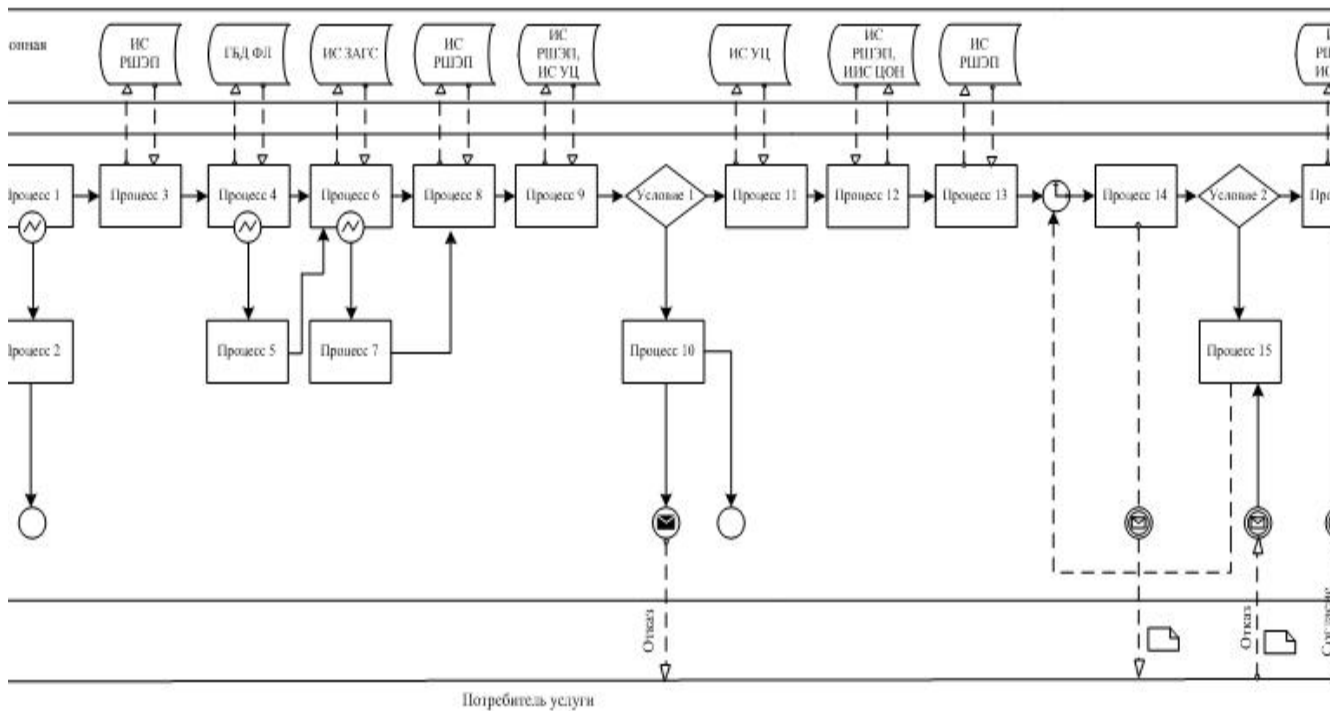 онная
ИС
РШЭП
ГБД ФЛ
ИС ЗАГС
ИС
РШЭП
ИС
РШЭП,
ИС УЦ
ИС УЦ
ИС
РШЭП,
ИИС ЦОН
ИС
РШЭП
Процесс 1
Процесс 3
Процесс 4
Процесс 6
Процесс 8
Процесс 9
Условие 1
Процесс 11
Процесс 12
Процесс 13
Процесс 14
Условие 2
Процесс 2
Процесс 5
Процесс 7
Процесс 10
Процесс 15
Отказ
Отказ
Согласие
Потребитель услуги